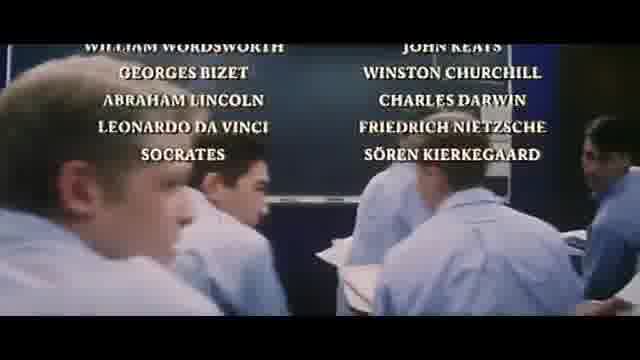 WILLIAM WORDSWORTH JOHN KEATS
GEORGES BIZET WINSTON CHURCHILL
ABRAHAM LINCOLN CHARLES DARWIN
LEONARDO DA VINCI FRIEDRICH NIETZSCHE
SOCRATES SÖREN KIERKEGAARD